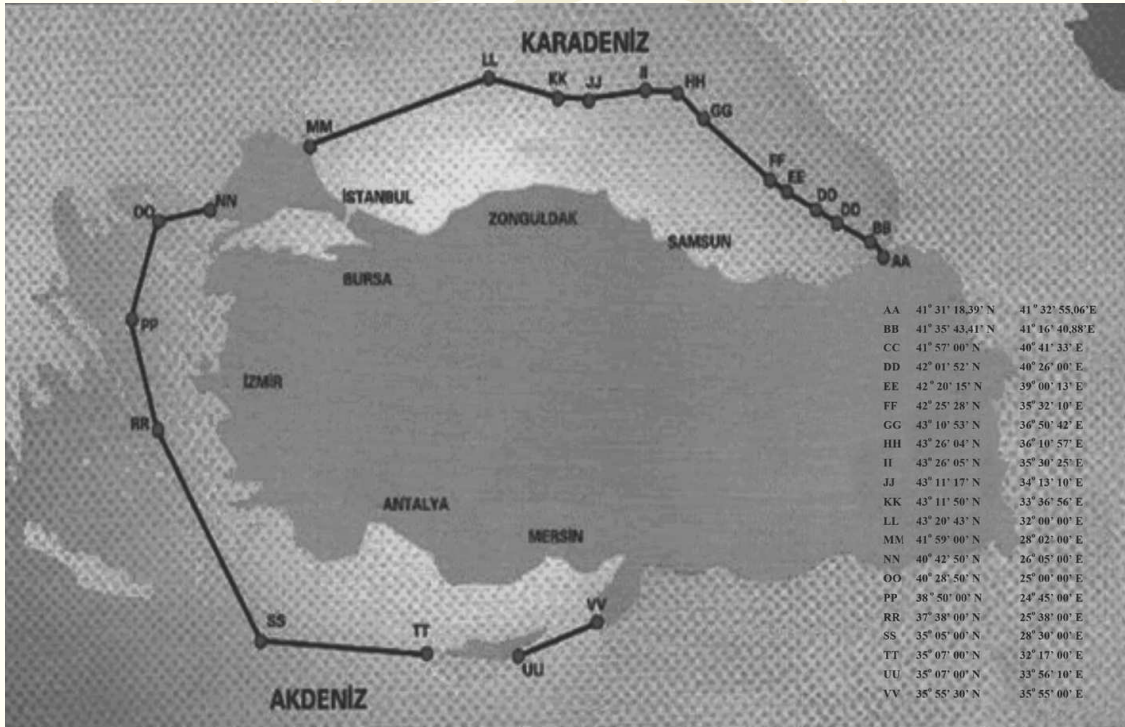 KARADENİZ
LL
KK
JJ
II
HH
GG
MM
FF
EE
DD
DD
BB
AA
NN
OO
İSTANBUL
ZONGULDAK
SAMSUN
BURSA
PP
İZMİR
RR
ANTALYA
MERSİN
SS
TT
UU
VV
AKDENİZ
AA 41° 31' 18,39' N 41° 32' 55,06'E
BB 41° 35' 43,41' N 41° 16' 40,88'E
CC 41° 57' 00' N 40° 41' 33' E
DD 42° 01' 52' N 40° 26' 00' E
EE 42° 20' 15' N 39° 00' 13' E
FF 42° 25' 28' N 35° 32' 10' E
GG 43° 10' 53' N 36° 50' 42' E
HH 43° 26' 04' N 36° 10' 57' E
II 43° 26' 05' N 35° 30' 25' E
JJ 43° 11' 17' N 34° 13' 10' E
KK 43° 11' 50' N 33° 36' 56' E
LL 43° 20' 43' N 32° 00' 00' E
MM 41° 59' 00' N 28° 02' 00' E
NN 40° 42' 50' N 26° 05' 00' E
OO 40° 28' 50' N 25° 00' 00' E
PP 38° 50' 00' N 24° 45' 00' E
RR 37° 38' 00' N 25° 38' 00' E
SS 35° 05' 00' N 28° 30' 00' E
TT 35° 07' 00' N 32° 17' 00' E
UU 35° 07' 00' N 33° 56' 10' E
VV 35° 55' 30' N 35° 55' 00' E